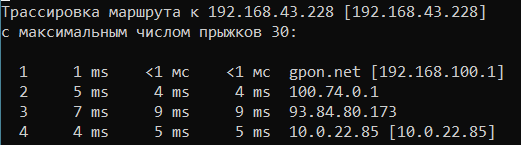 Трассировка маршрута к 192.168.43.228 [192.168.43.228]
с максимальным числом прыжков 30:
1 1 ms <1 мс <1 мс gpon.net [192.168.100.1]
2 5 ms 4 ms 4 ms 100.74.0.1
3 7 ms 9 ms 9 ms 93.84.80.173
4 4 ms 5 ms 5 ms 10.0.22.85 [10.0.22.85]